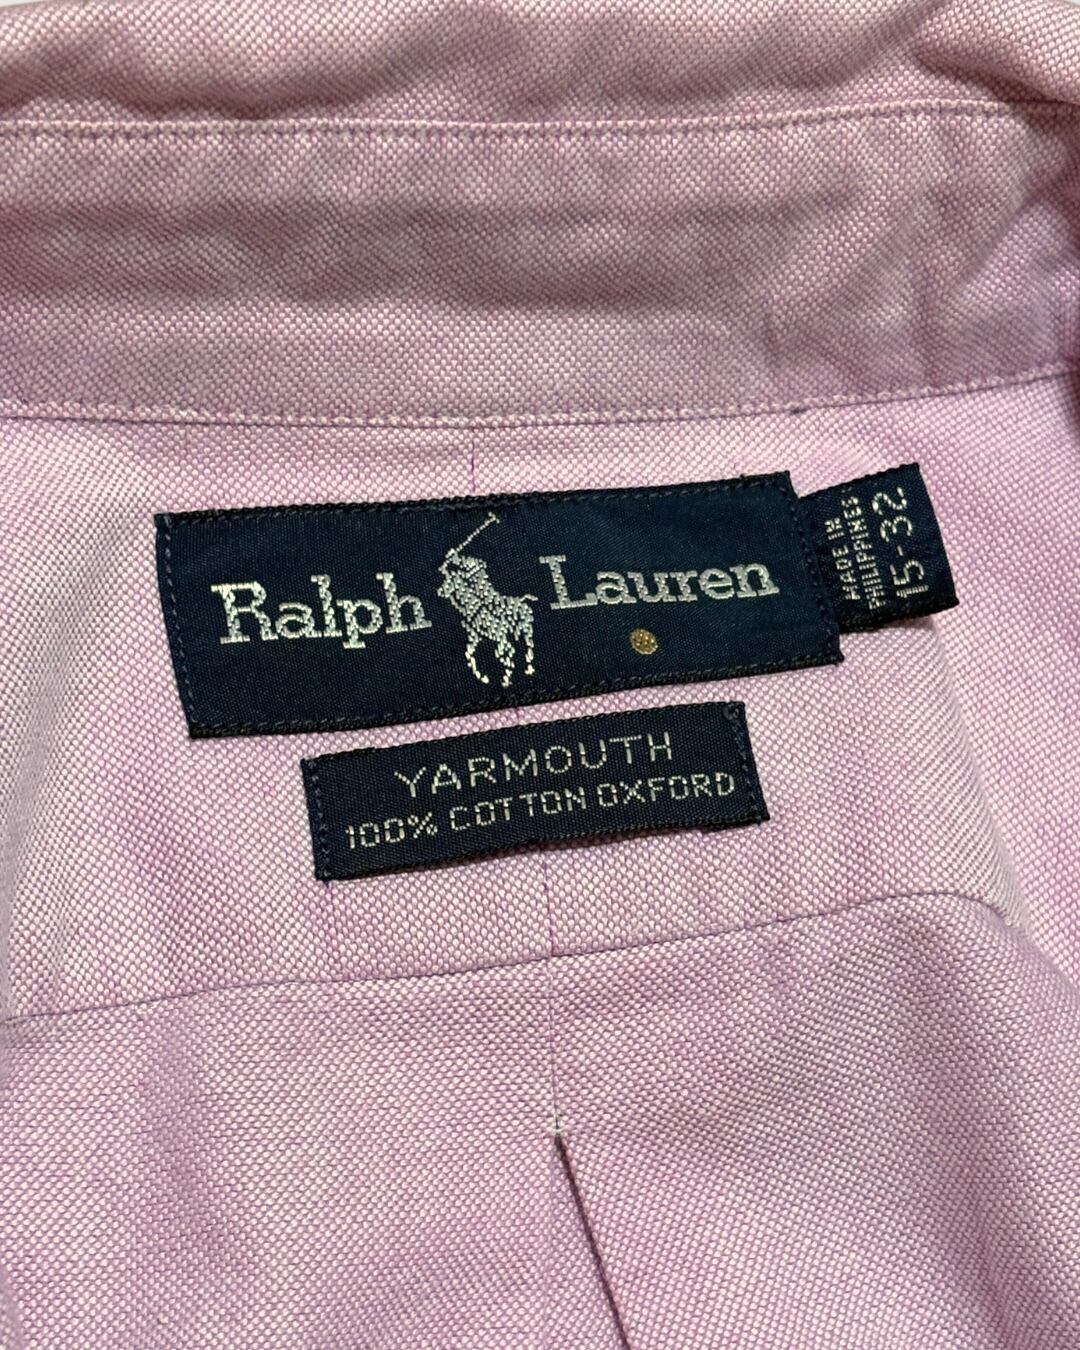 Ralph Lauren
MADE IN
PHILIPPINES
15-32
YARMOUTH
100% COTTON OXFORD